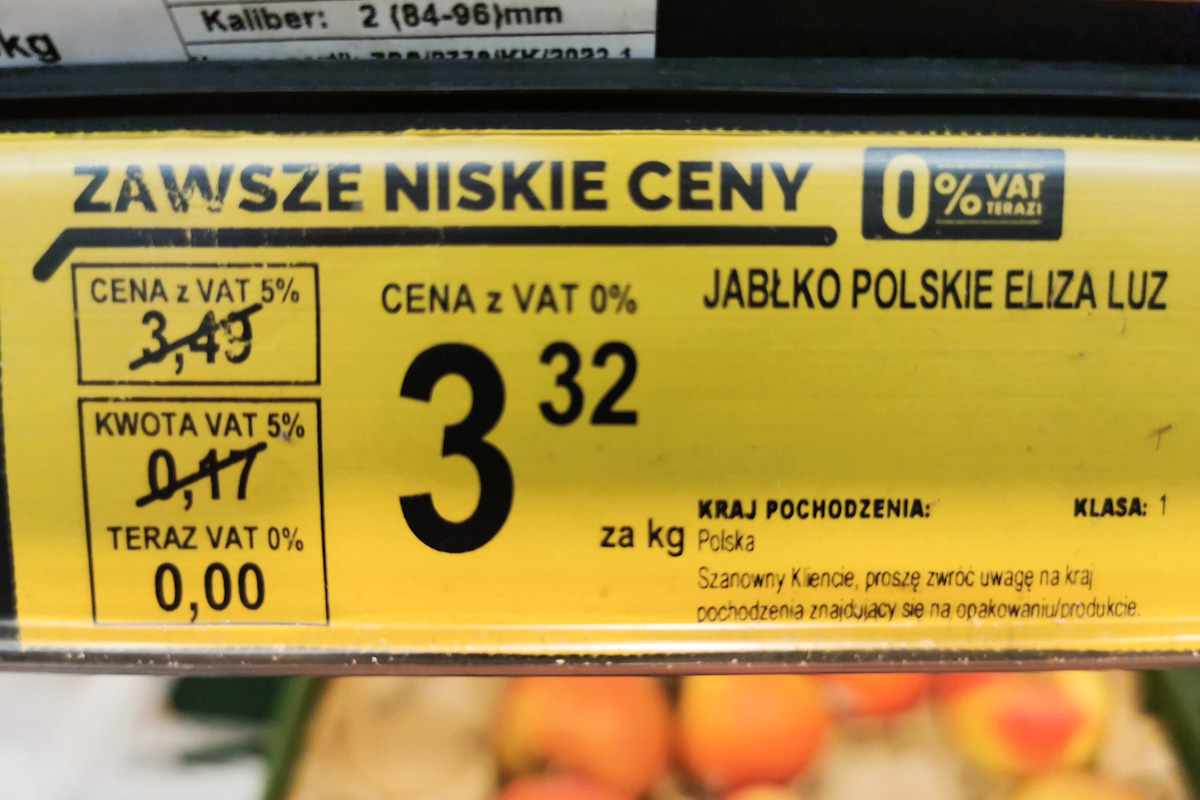 kg
Kaliber: 2 (84-96)mm
ZAWSZE NISKIE CENY
0% VAT
TERAZ!
CENA z VAT 5%
3,49
KWOTA VAT 5%
0,17
TERAZ VAT 0%
0,00
CENA z VAT 0%
3 32
za kg
JABŁKO POLSKIE ELIZA LUZ
KRAJ POCHODZENIA: KLASA: 1
Polska
Szanowny Kliencie, proszę zwróć uwagę na kraj
pochodzenia znajdujący się na opakowaniu/produkcie.